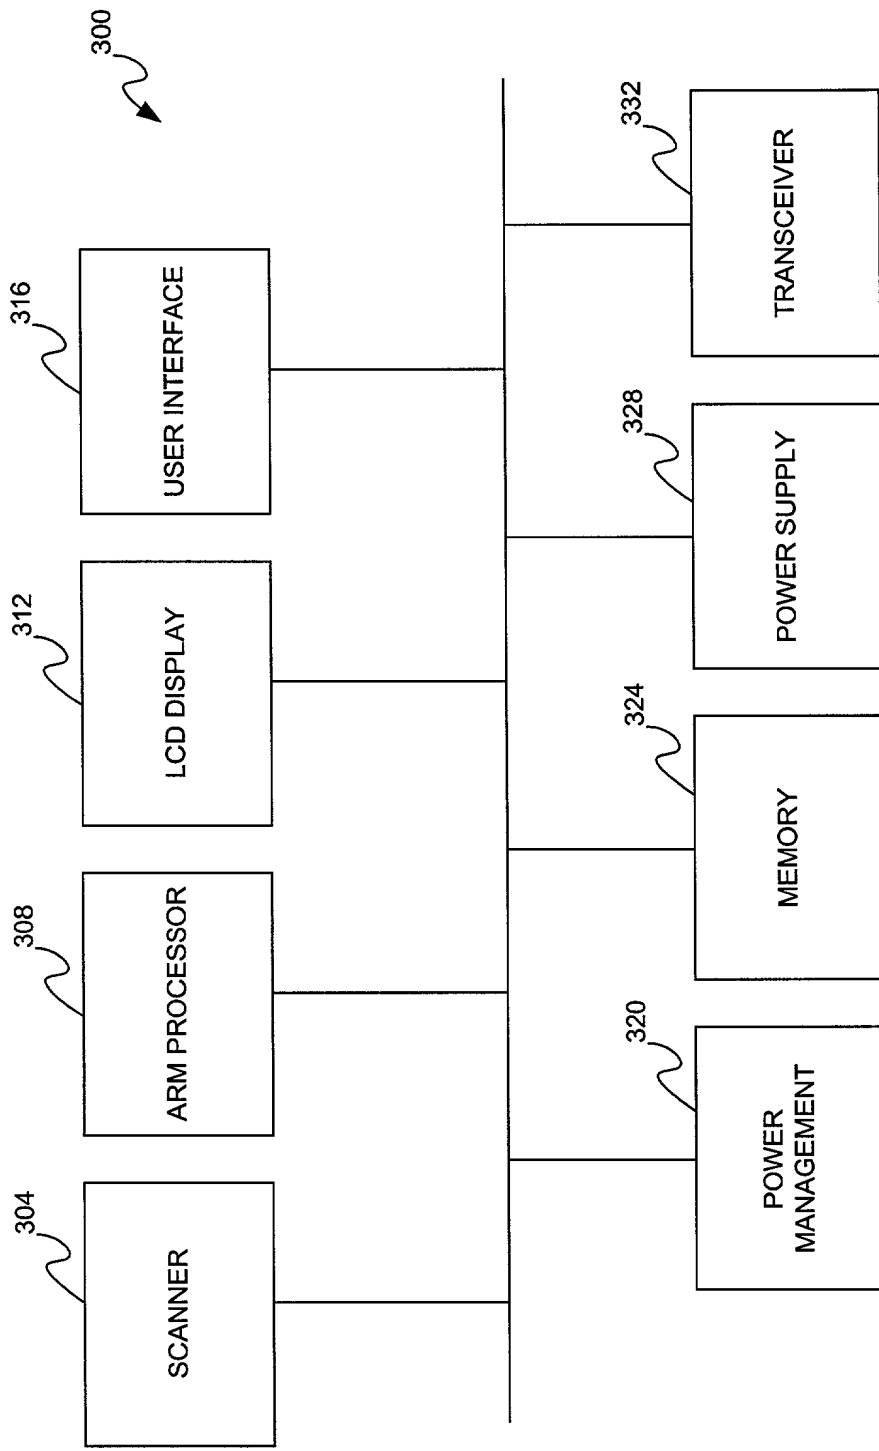 300
304
308
312
316
SCANNER
ARM PROCESSOR
LCD DISPLAY
USER INTERFACE
320
324
328
332
POWER
MANAGEMENT
MEMORY
POWER SUPPLY
TRANSCEIVER